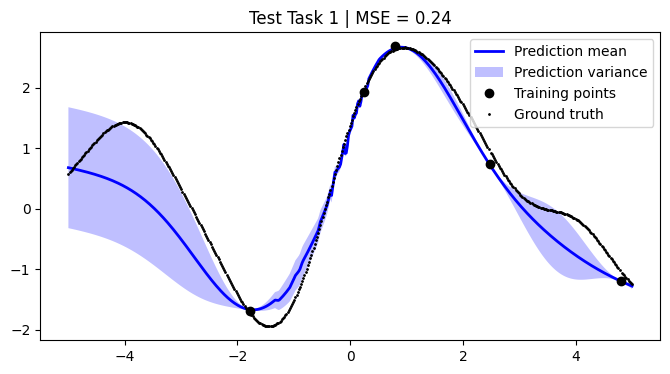 Test Task 1 | MSE = 0.24
Prediction mean
Prediction variance
Training points
Ground truth
2
1
0
−1
−2
−4
−2
0
2
4